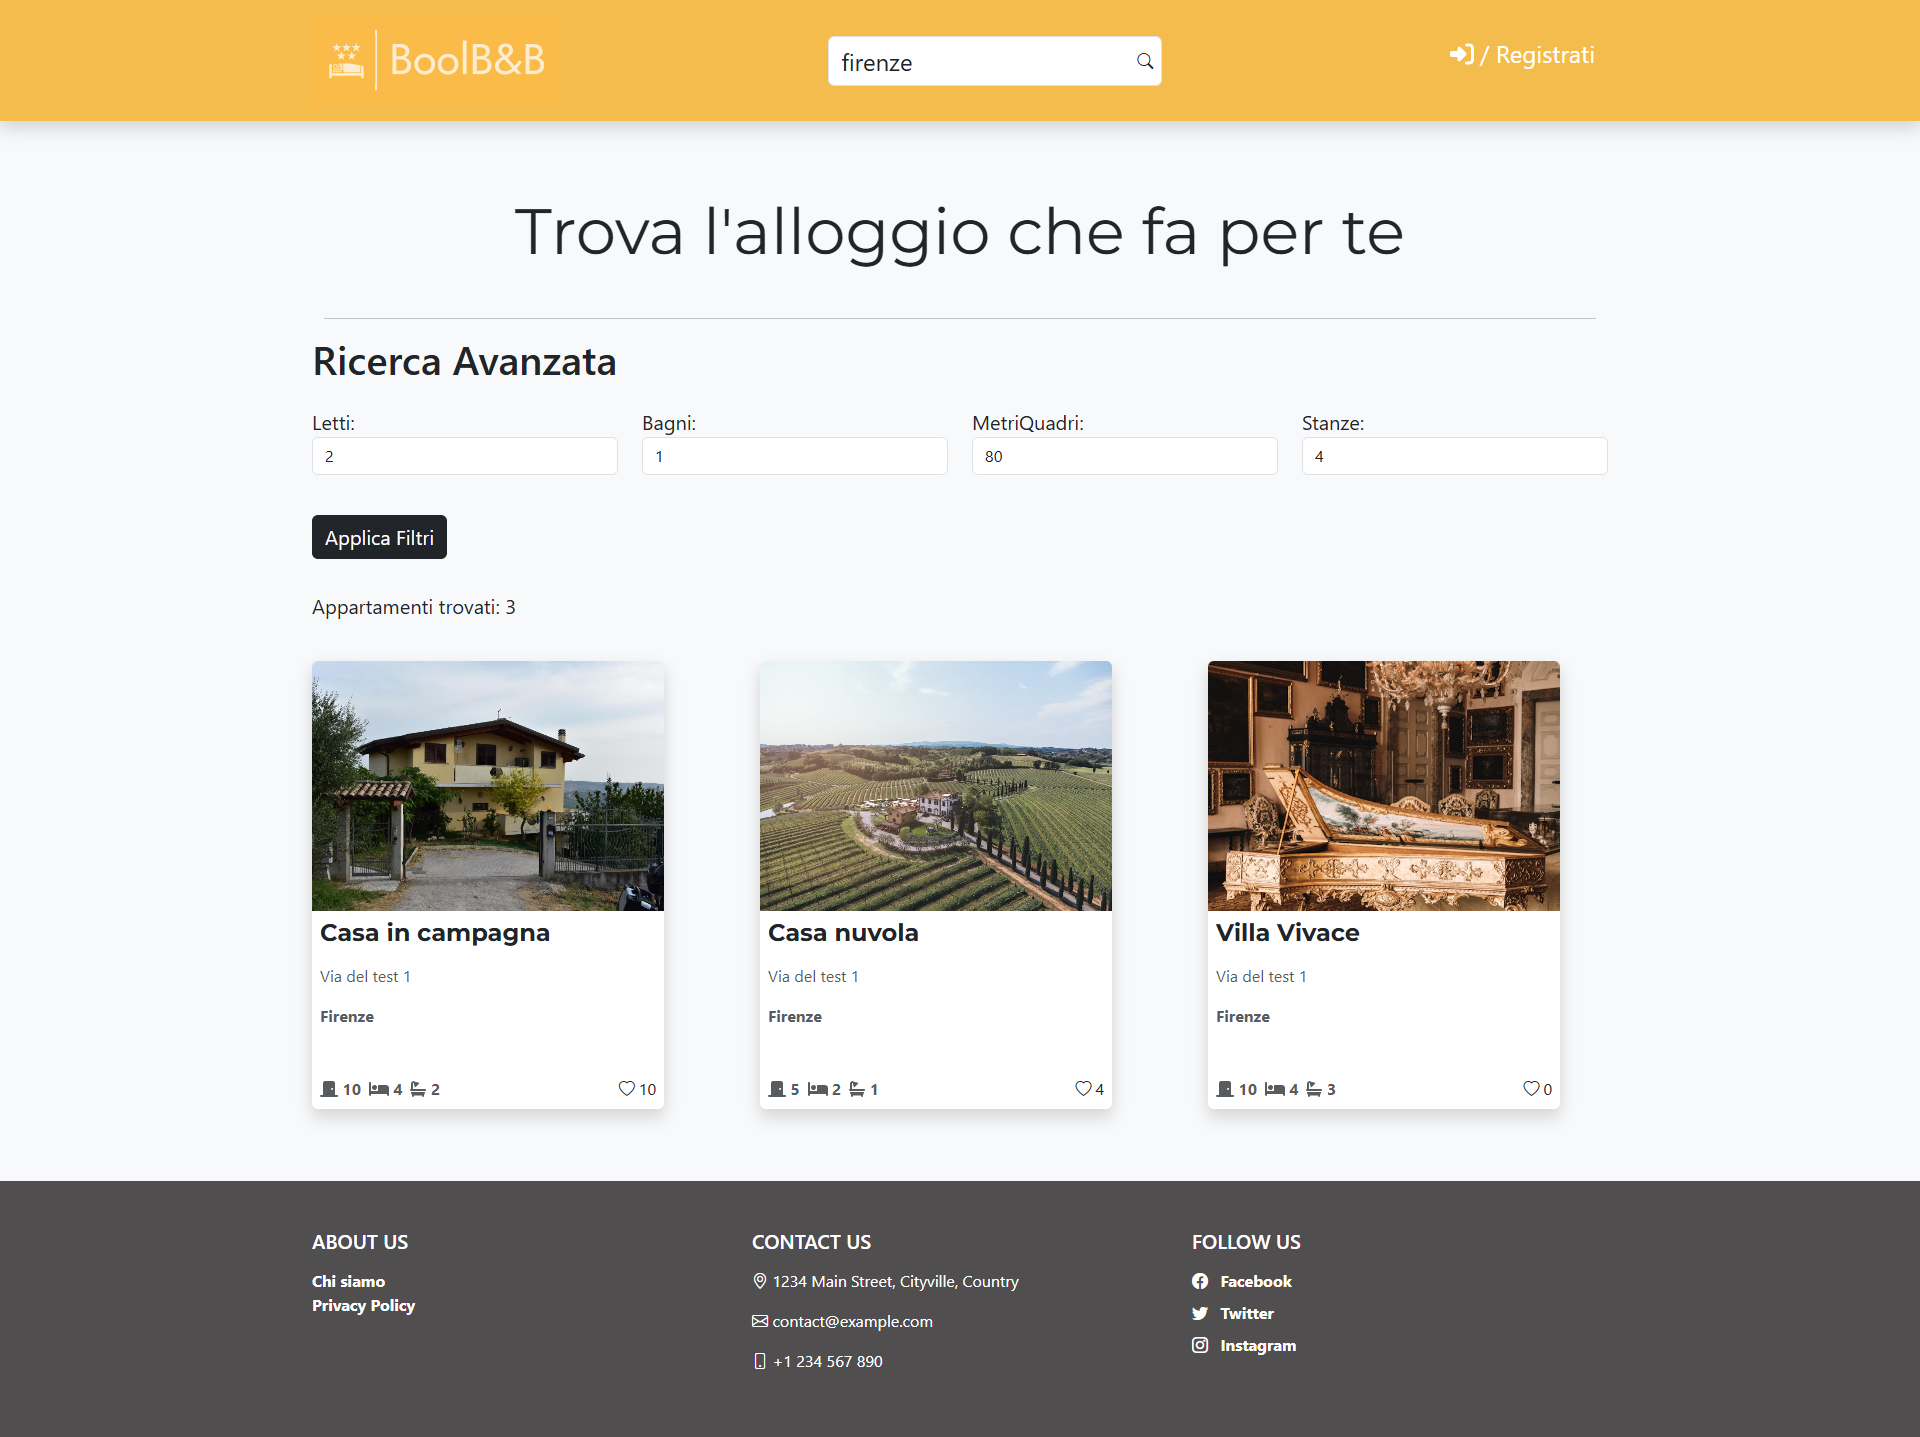 BoolB&B
firenze
/ Registrati
Trova l'alloggio che fa per te
Ricerca Avanzata
Letti: Bagni: MetriQuadri: Stanze:
2 1 80 4
Applica Filtri
Appartamenti trovati: 3
Casa in campagna
Via del test 1
Firenze
10 4 2 10
Casa nuvola
Via del test 1
Firenze
5 2 1 4
Villa Vivace
Via del test 1
Firenze
10 4 3 0
ABOUT US
Chi siamo
Privacy Policy
CONTACT US
1234 Main Street, Cityville, Country
contact@example.com
+1 234 567 890
FOLLOW US
Facebook
Twitter
Instagram